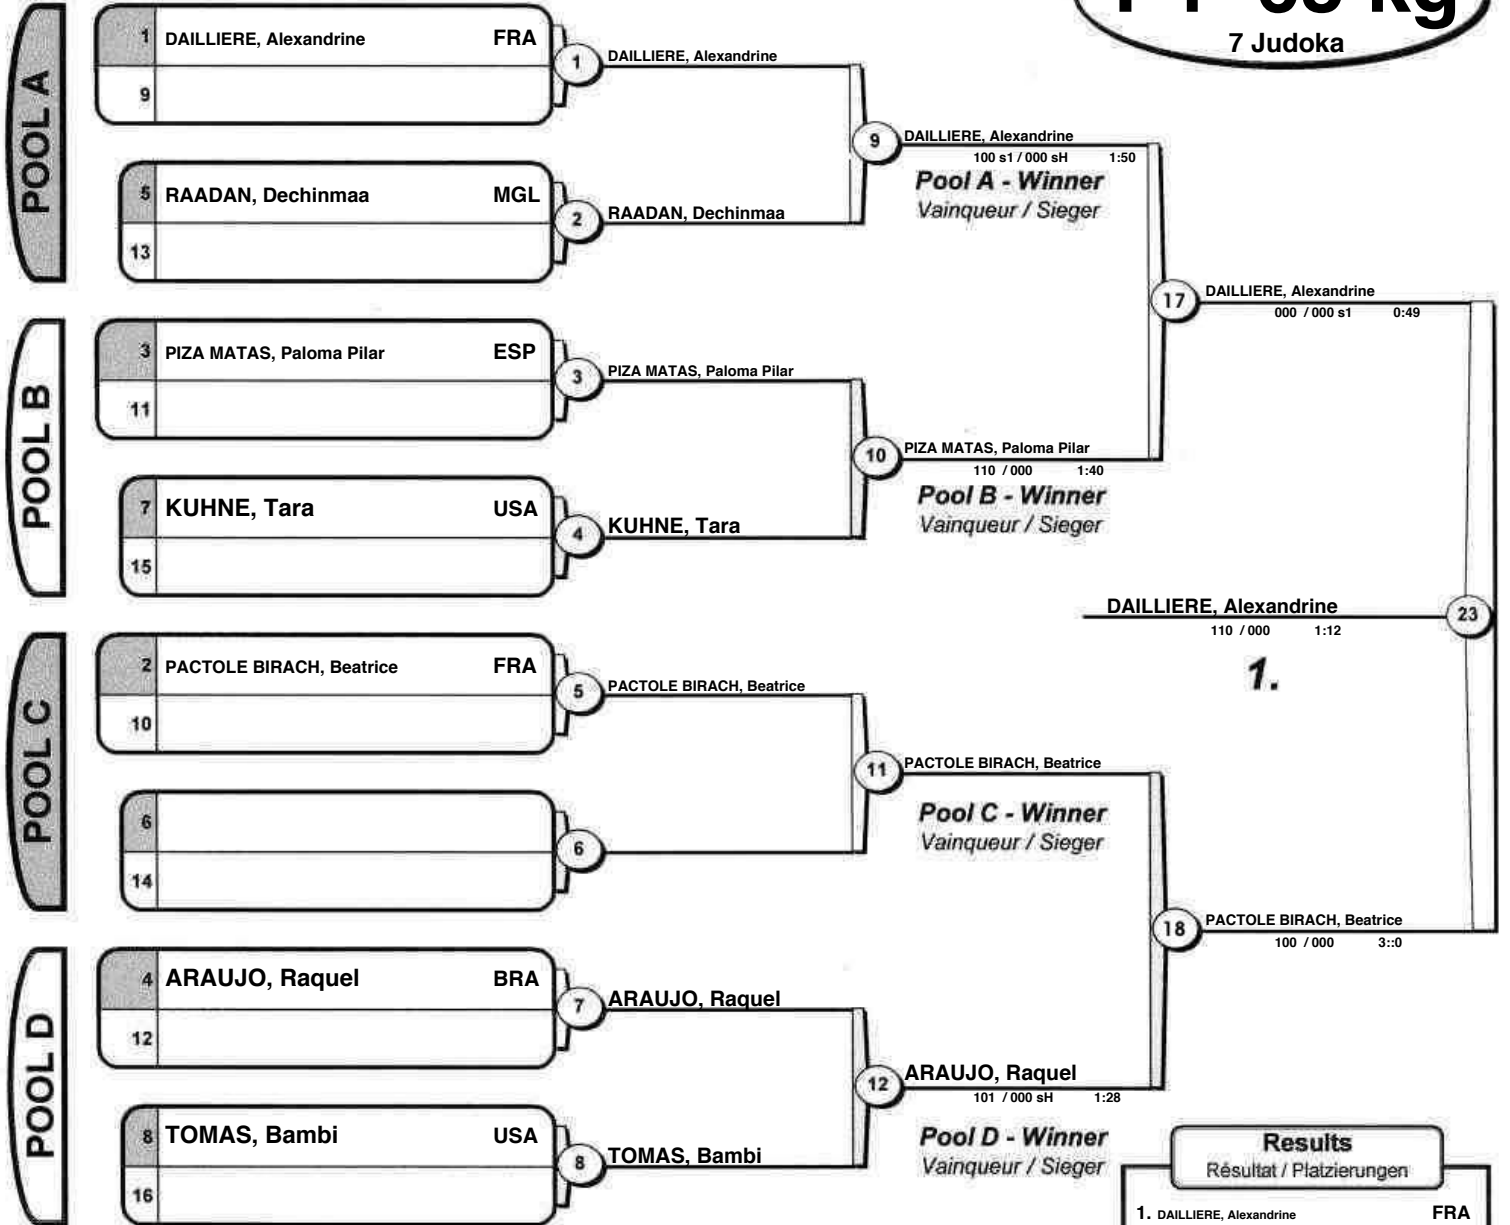 F1 -63 kg
7 Judoka
POOL A
1 DAILLIERE, Alexandrine FRA
9
1 DAILLIERE, Alexandrine
5 RAADAN, Dechinmaa MGL
13
2 RAADAN, Dechinmaa
9 DAILLIERE, Alexandrine
100 s1 / 000 sH 1:50
Pool A - Winner
Vainqueur / Sieger
POOL B
3 PIZA MATAS, Paloma Pilar ESP
11
3 PIZA MATAS, Paloma Pilar
7 KUHNE, Tara USA
15
4 KUHNE, Tara
10 PIZA MATAS, Paloma Pilar
110 / 000 1:40
Pool B - Winner
Vainqueur / Sieger
17 DAILLIERE, Alexandrine
000 / 000 s1 0:49
DAILLIERE, Alexandrine 23
110 / 000 1:12
1.
POOL C
2 PACTOLE BIRACH, Beatrice FRA
10
5 PACTOLE BIRACH, Beatrice
6
14
6
11 PACTOLE BIRACH, Beatrice
Pool C - Winner
Vainqueur / Sieger
18 PACTOLE BIRACH, Beatrice
100 / 000 3::0
POOL D
4 ARAUJO, Raquel BRA
12
7 ARAUJO, Raquel
8 TOMAS, Bambi USA
16
8 TOMAS, Bambi
12 ARAUJO, Raquel
101 / 000 sH 1:28
Pool D - Winner
Vainqueur / Sieger
Results
Résultat / Platzierungen
1. DAILLIERE, Alexandrine FRA